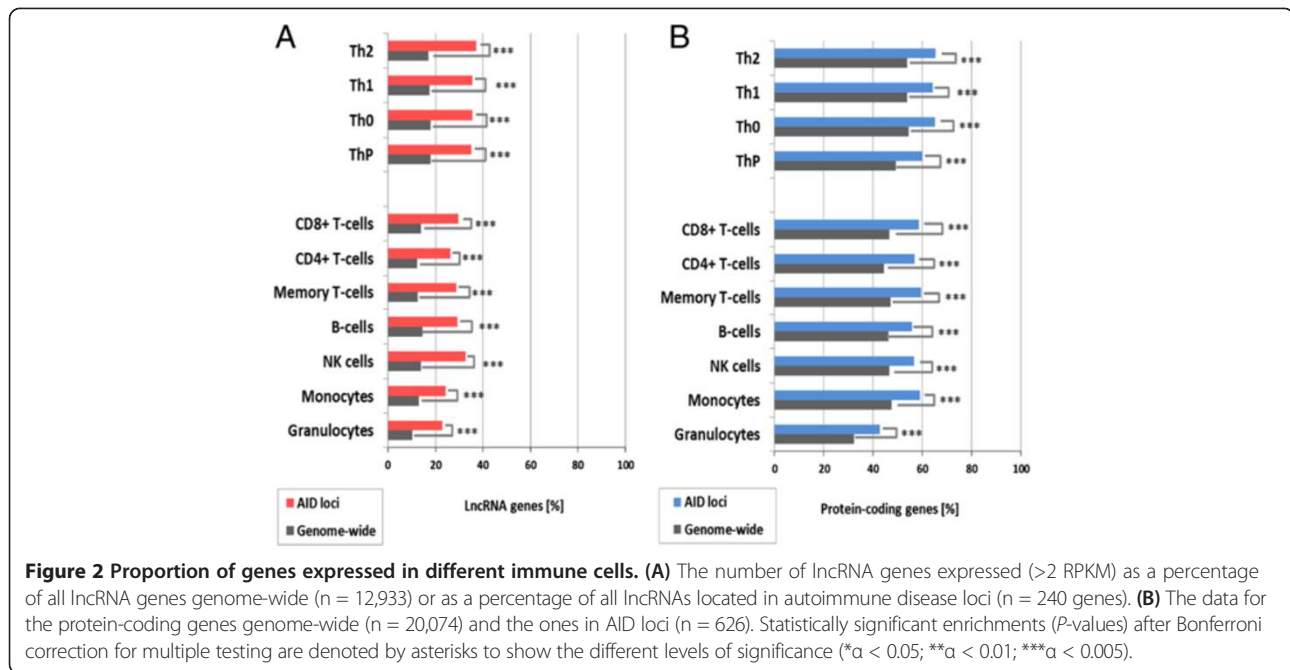 A
Th2
***
Th1
***
Th0
***
ThP
***
CD8+ T-cells
***
CD4+ T-cells
***
Memory T-cells
***
B-cells
***
NK cells
***
Monocytes
***
Granulocytes
***
0 20 40 60 80 100
AID loci
Genome-wide
LncRNA genes [%]
B
Th2
***
Th1
***
Th0
***
ThP
***
CD8+ T-cells
***
CD4+ T-cells
***
Memory T-cells
***
B-cells
***
NK cells
***
Monocytes
***
Granulocytes
***
0 20 40 60 80 100
AID loci
Genome-wide
Protein-coding genes [%]
Figure 2 Proportion of genes expressed in different immune cells. (A) The number of lncRNA genes expressed (>2 RPKM) as a percentage
of all lncRNA genes genome-wide (n = 12,933) or as a percentage of all lncRNAs located in autoimmune disease loci (n = 240 genes). (B) The data for
the protein-coding genes genome-wide (n = 20,074) and the ones in AID loci (n = 626). Statistically significant enrichments (P-values) after Bonferroni
correction for multiple testing are denoted by asterisks to show the different levels of significance (*α < 0.05; **α < 0.01; ***α < 0.005).